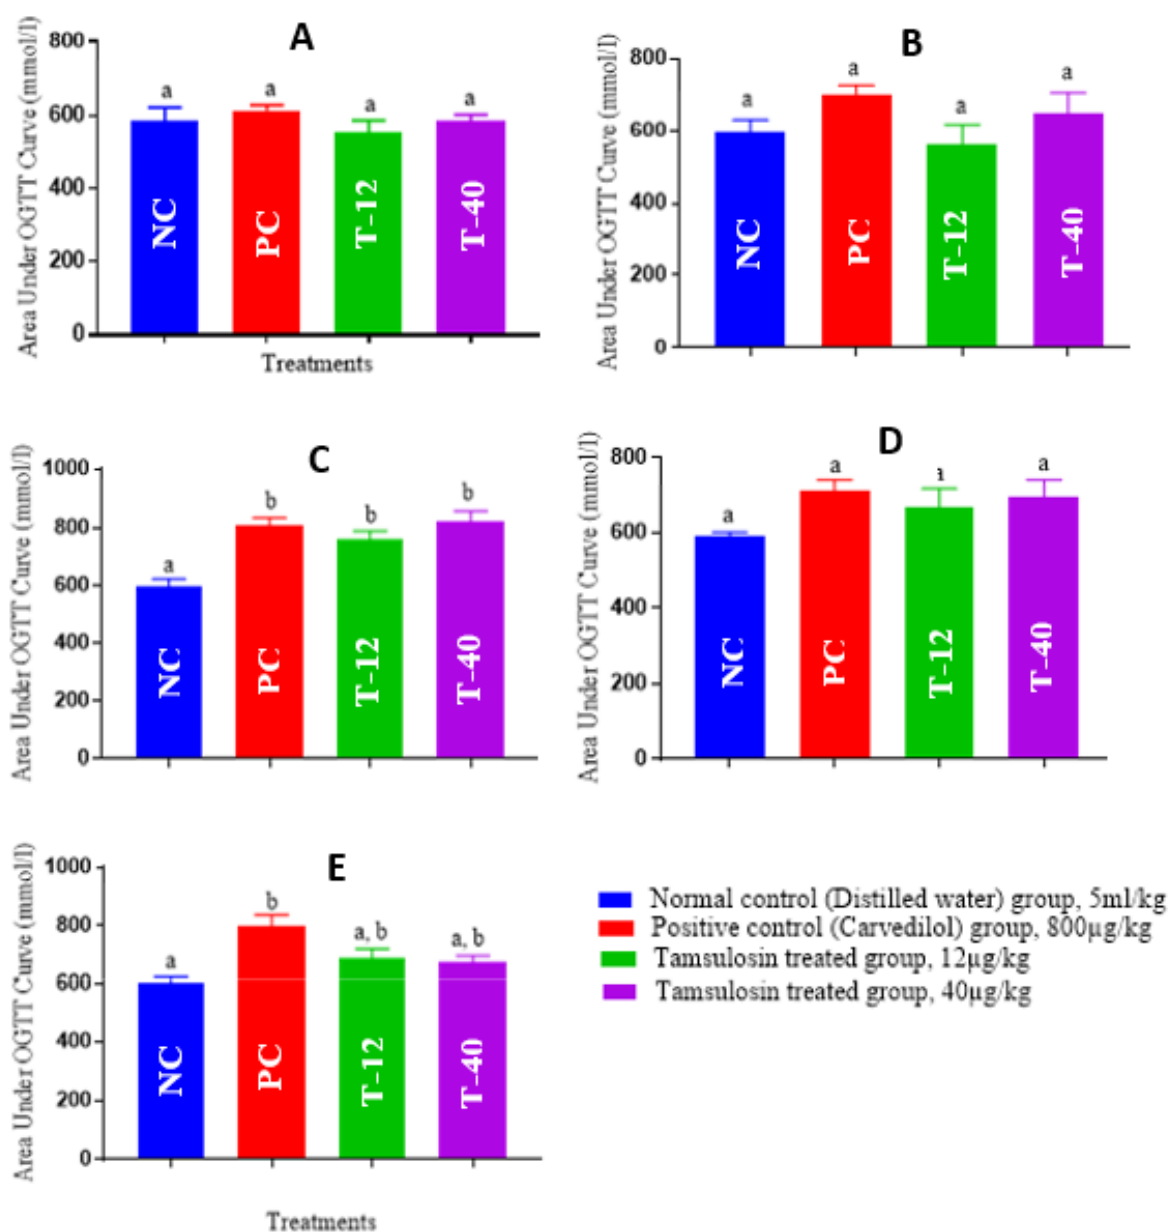 A
Area Under OGTT Curve (mmol/l)
800
600
400
200
0
a
a
a
a
NC
PC
T-12
T-40
Treatments
B
Area Under OGTT Curve (mmol/l)
800
600
400
200
0
a
a
a
a
NC
PC
T-12
T-40
C
Area Under OGTT Curve (mmol/l)
1000
800
600
400
200
0
a
b
b
b
NC
PC
T-12
T-40
D
Area Under OGTT Curve (mmol/l)
800
600
400
200
0
a
a
a
a
NC
PC
T-12
T-40
E
Area Under OGTT Curve (mmol/l)
1000
800
600
400
200
0
a
b
a, b
a, b
NC
PC
T-12
T-40
Treatments
Normal control (Distilled water) group, 5ml/kg
Positive control (Carvedilol) group, 800µg/kg
Tamsulosin treated group, 12µg/kg
Tamsulosin treated group, 40µg/kg